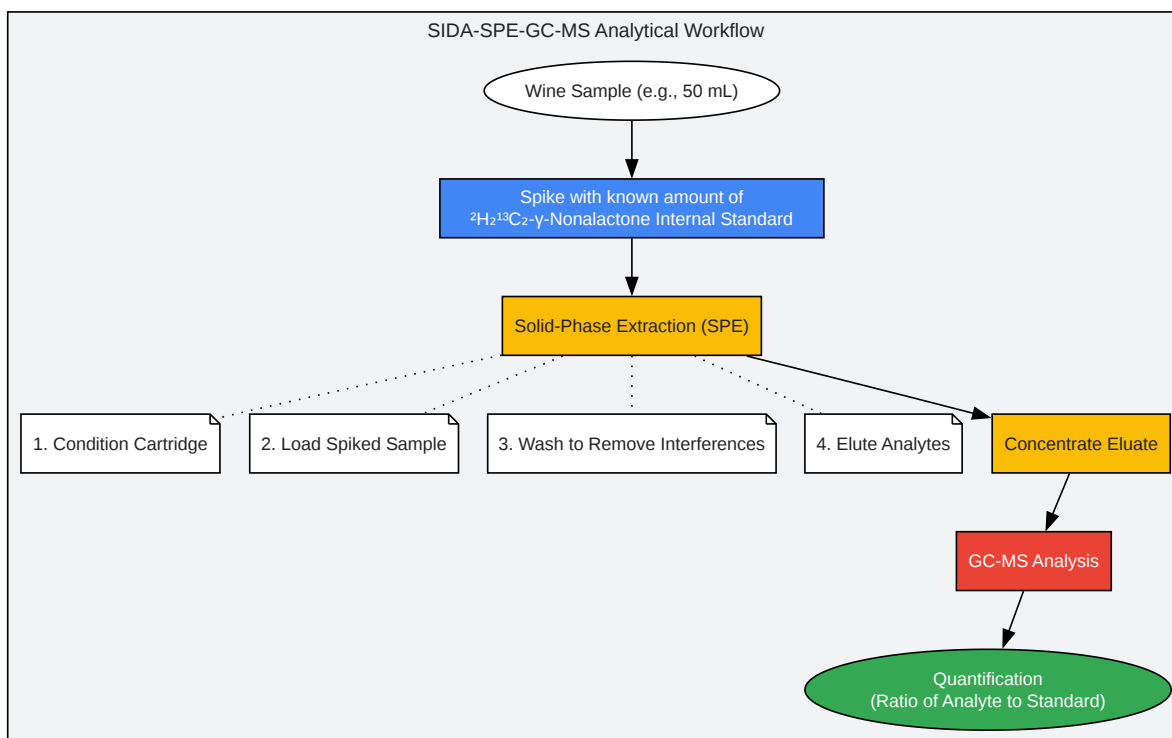 SIDA-SPE-GC-MS Analytical Workflow
Wine Sample (e.g., 50 mL)
Spike with known amount of
²H₂¹³C₂-γ-Nonalactone Internal Standard
Solid-Phase Extraction (SPE)
1. Condition Cartridge
2. Load Spiked Sample
3. Wash to Remove Interferences
4. Elute Analytes
Concentrate Eluate
GC-MS Analysis
Quantification
(Ratio of Analyte to Standard)